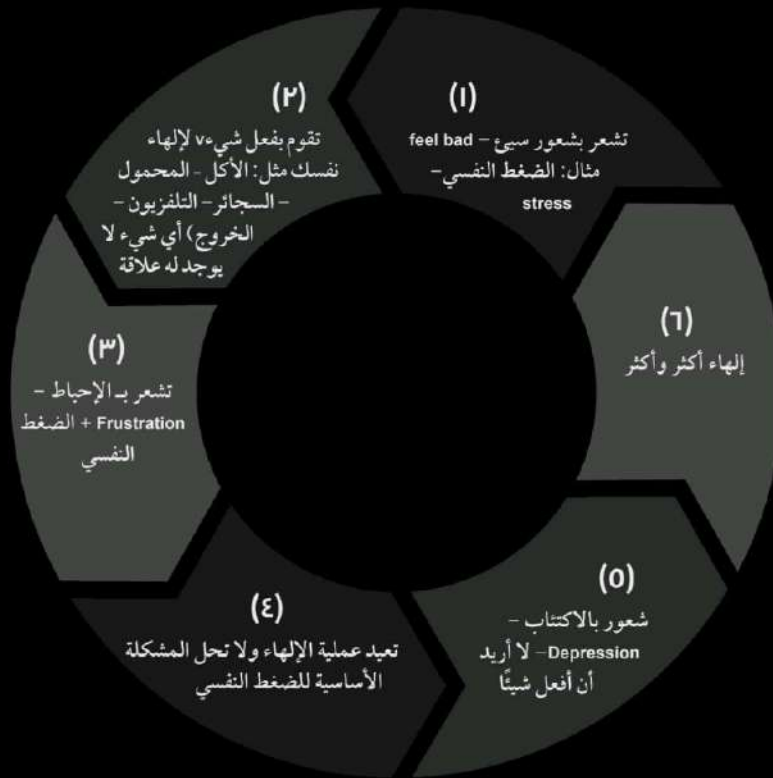 (١)
تشعر بشعور سيئ – feel bad
مثال: الضغط النفسي–
stress
(٢)
تقوم بفعل شيءv لإلهاء
نفسك مثل: الأكل - المحمول
– السجائر – التلفزيون –
الخروج) أي شيء لا
يوجد له علاقة
(٣)
تشعر بـ الإحباط –
Frustration + الضغط
النفسي
(٤)
تعيد عملية الإلهاء ولا تحل المشكلة
الأساسية للضغط النفسي
(٥)
شعور بالاكتئاب –
Depression– لا أريد
أن أفعل شيئًا
(٦)
إلهاء أكثر وأكثر